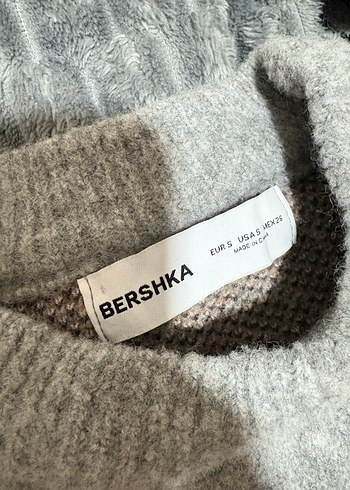 BERSHKA
EUR S USA S MEX 26
MADE IN CHINA